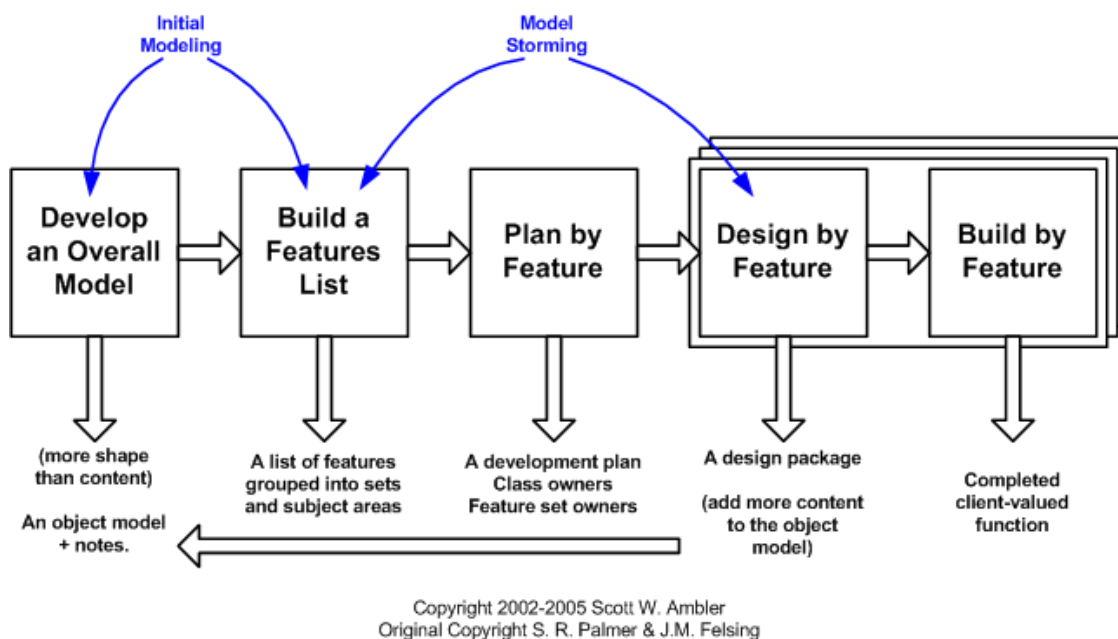 Initial
Modeling
Model
Storming
Develop
an Overall
Model
Build a
Features
List
Plan by
Feature
Design by
Feature
Build by
Feature
(more shape
than content)
An object model
+ notes.
A list of features
grouped into sets
and subject areas
A development plan
Class owners
Feature set owners
A design package
(add more content
to the object
model)
Completed
client-valued
function
Copyright 2002-2005 Scott W. Ambler
Original Copyright S. R. Palmer & J.M. Felsing